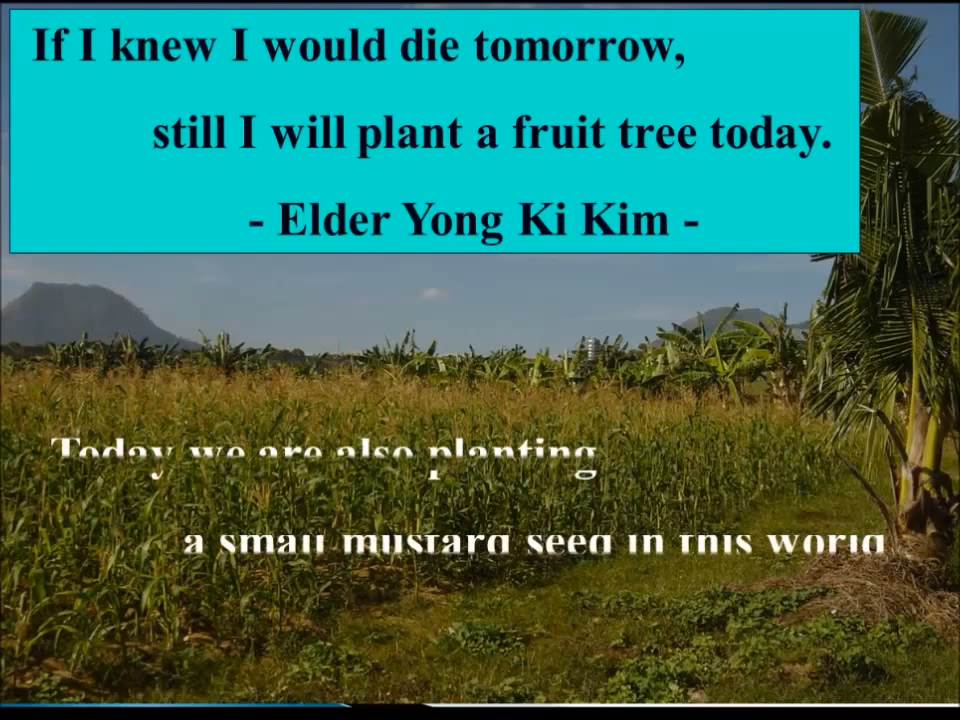 If I knew I would die tomorrow,
still I will plant a fruit tree today.
- Elder Yong Ki Kim -
Today we are also planting
a small mustard seed in this world